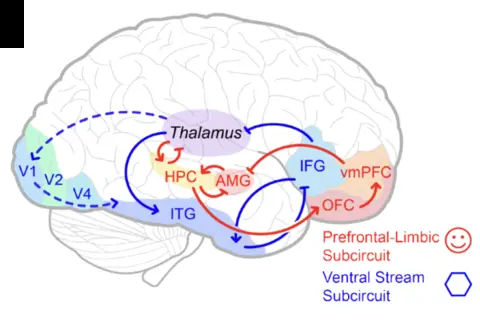 Thalamus
V1
V2
V4
HPC
AMG
IFG
vmPFC
ITG
OFC
Prefrontal-Limbic
Subcircuit
Ventral Stream
Subcircuit